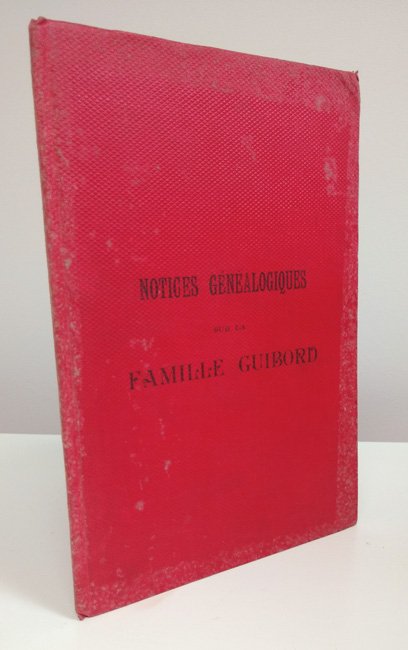 NOTICES GÉNÉALOGIQUES
SUR LA
FAMILLE GUIBORD